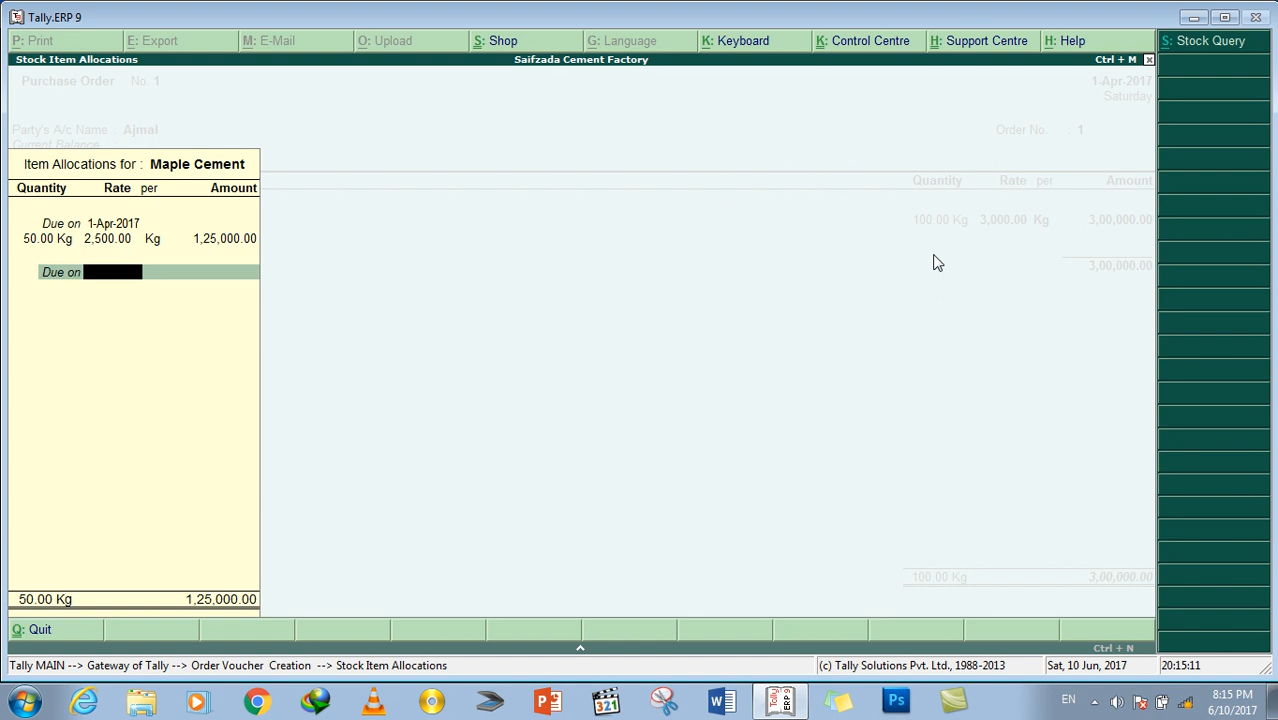 Tally.ERP 9
P: Print E: Export M: E-Mail O: Upload S: Shop G: Language K: Keyboard K: Control Centre H: Support Centre H: Help S: Stock Query
Stock Item Allocations Saifzada Cement Factory Ctrl + M
Purchase Order No. 1 1-Apr-2017
Saturday
Party's A/c Name : Ajmal Order No. : 1
Current Balance :
Item Allocations for : Maple Cement
Quantity Rate per Amount
Quantity Rate per Amount
100.00 Kg 3,000.00 Kg 3,00,000.00
Due on 1-Apr-2017
50.00 Kg 2,500.00 Kg 1,25,000.00
3,00,000.00
Due on
100.00 Kg 3,00,000.00
50.00 Kg 1,25,000.00
Q: Quit
Ctrl + N
Tally MAIN --> Gateway of Tally --> Order Voucher Creation --> Stock Item Allocations (c) Tally Solutions Pvt. Ltd., 1988-2013 Sat, 10 Jun, 2017 20:15:11
EN 8:15 PM
6/10/2017